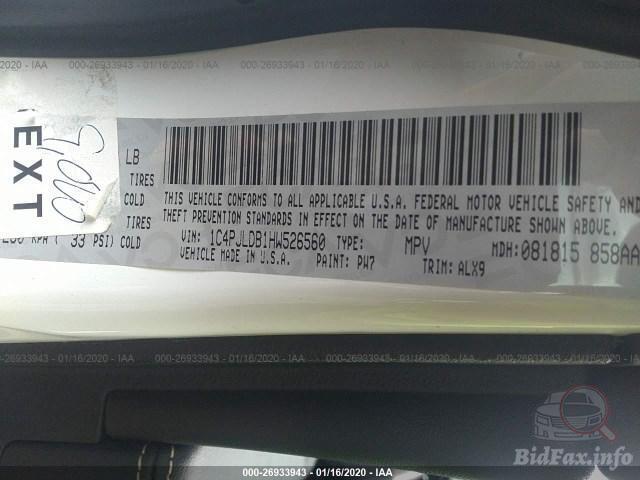 000-26933943 - 01/16/2020 - IAA
EXT
LB
TIRES
COLD
TIRES
KPH ( 33 PSI) COLD
THIS VEHICLE CONFORMS TO ALL APPLICABLE U.S.A. FEDERAL MOTOR VEHICLE SAFETY AND
THEFT PREVENTION STANDARDS IN EFFECT ON THE DATE OF MANUFACTURE SHOWN ABOVE.
VIN: 1C4PJLDB1HW526560 TYPE: MPV MDH: 081815 858AA
VEHICLE MADE IN U.S.A. PAINT: PW7 TRIM: ALX9
000-26933943 - 01/16/2020 - IAA
BidFax.info
000-26933943 - 01/16/2020 - IAA